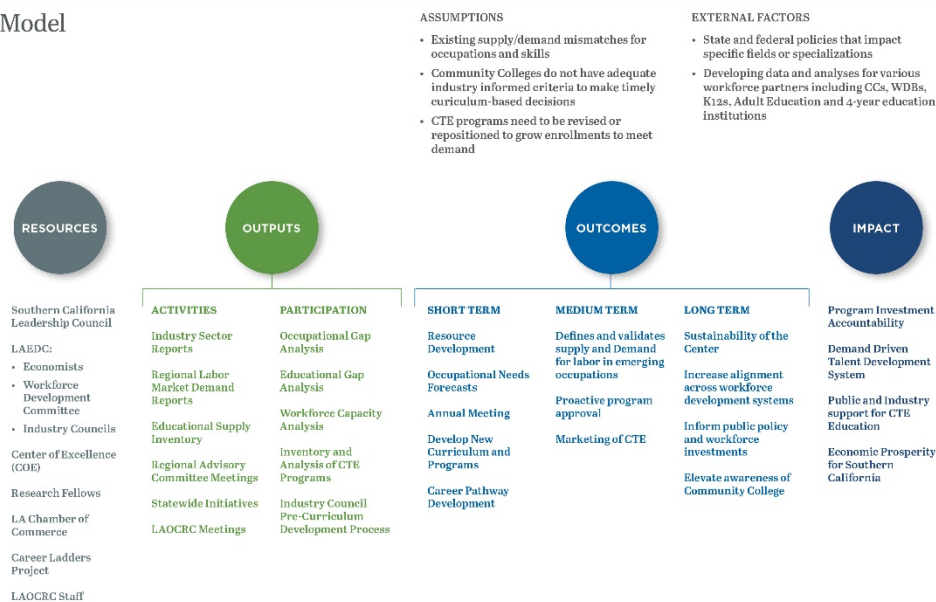 Model
ASSUMPTIONS
• Existing supply/demand mismatches for
occupations and skills
• Community Colleges do not have adequate
industry informed criteria to make timely
curiculum-based decisions
• CTE programs need to be revised or
repositioned to grow enrollments to meet
demand
EXTERNAL FACTORS
• State and federal policies that impact
specific fields or specializations
• Developing data and analyses for various
workforce partners including CCs, WDBs,
K12s, Adult Education and 4-year education
institutions
RESOURCES
Southern California
Leadership Council
LAEDC:
• Economists
• Workforce
Development
Committee
• Industry Councils
Center of Excellence
(COE)
Research Fellows
LA Chamber of
Commerce
Career Ladders
Project
LAOCRC Staff
OUTPUTS
ACTIVITIES
Industry Sector
Reports
Regional Labor
Market Demand
Reports
Educational Supply
Inventory
Regional Advisory
Committee Meetings
Statewide Initiatives
LAOCRC Meetings
PARTICIPATION
Occupational Gap
Analysis
Educational Gap
Analysis
Workforce Capacity
Analysis
Inventory and
Analysis of CTE
Programs
Industry Council
Pre-Curriculum
Development Process
OUTCOMES
SHORT TERM
Resource
Development
Occupational Needs
Forecasts
Annual Meeting
Develop New
Curriculum and
Programs
Career Pathway
Development
MEDIUM TERM
Defines and validates
supply and Demand
for labor in emerging
occupations
Proactive program
approval
Marketing of CTE
LONG TERM
Sustainability of the
Center
Increase alignment
across workforce
development systems
Inform public policy
and workforce
investments
Elevate awareness of
Community College
IMPACT
Program Investment
Accountability
Demand Driven
Talent Development
System
Public and Industry
support for CTE
Education
Economic Prosperity
for Southern
California